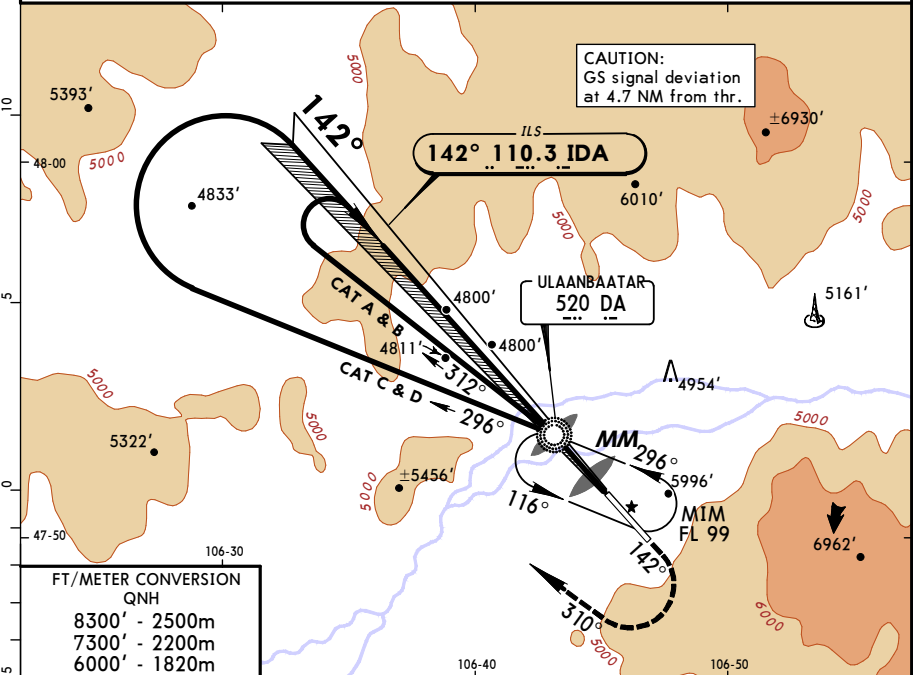 CAUTION:
GS signal deviation
at 4.7 NM from thr.
5000
5393'
10
142°
±6930'
ILS
142° 110.3 IDA
48-00
5000
4833'
6010'
5000
5000
ULAANBAATAR
520 DA
5161'
5
4800'
CAT A & B
4811'
4800'
312°
4954'
CAT C & D
296°
5000
5000
5000
5322'
MM
296°
±5456'
5000
5996'
116°
0
MIM
FL 99
47-50
106-30
142°
6962'
310°
6000
5000
FT/METER CONVERSION
QNH
8300' - 2500m
7300' - 2200m
6000' - 1820m
5
106-40
106-50